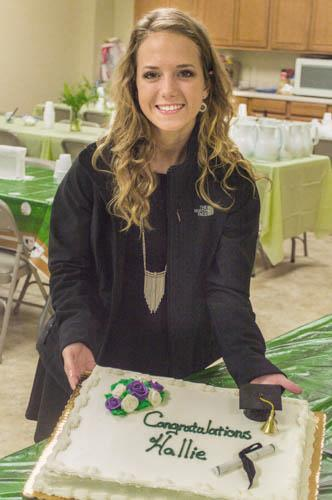 THE
NORTH
FACE
Congratulations
Hallie